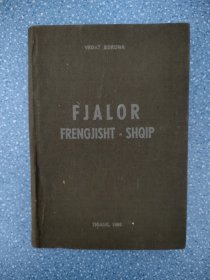 VEDAT KOKONA
FJALOR
FRENGJISHT - SHQIP
TIRANË,